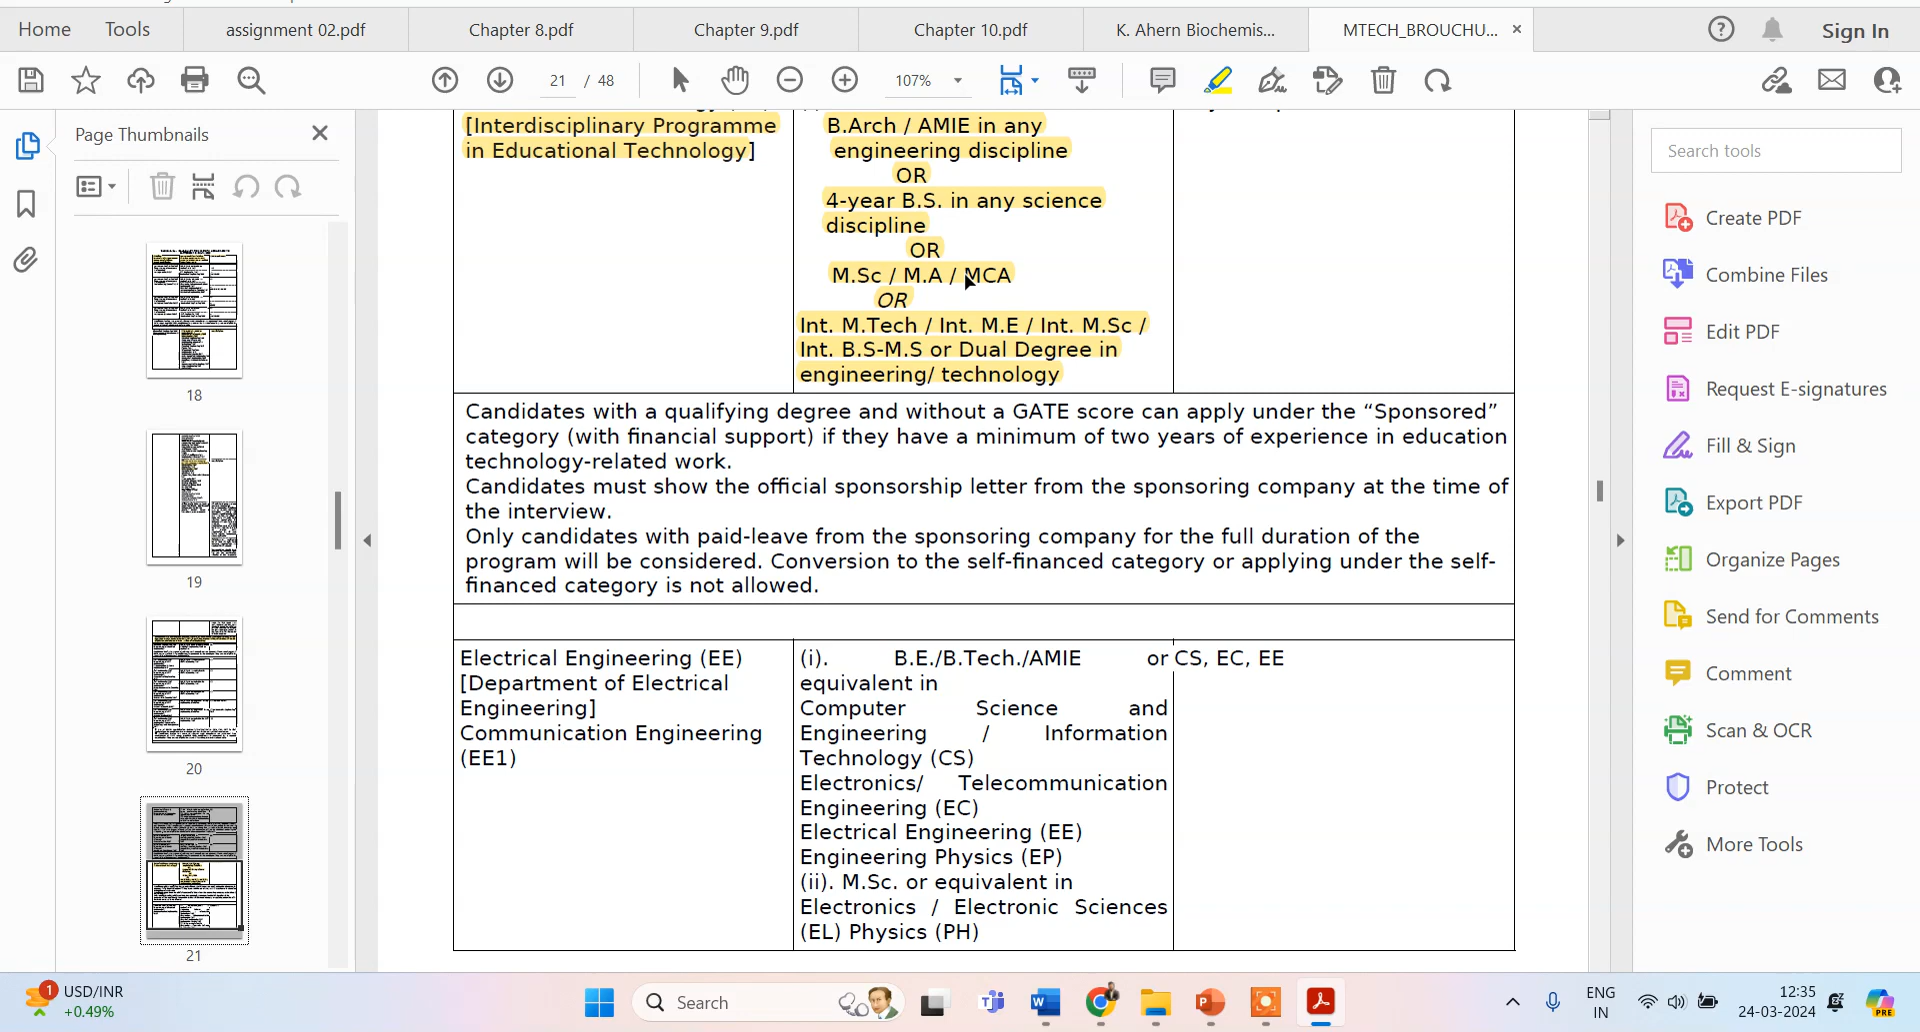 Home Tools assignment 02.pdf Chapter 8.pdf Chapter 9.pdf Chapter 10.pdf K. Ahern Biochemis... MTECH_BROUCHU... × Sign In
21 / 48 107%
Page Thumbnails
18
19
20
21
[Interdisciplinary Programme
in Educational Technology]
B.Arch / AMIE in any
engineering discipline
OR
4-year B.S. in any science
discipline
OR
M.Sc / M.A / MCA
OR
Int. M.Tech / Int. M.E / Int. M.Sc /
Int. B.S-M.S or Dual Degree in
engineering/ technology
Candidates with a qualifying degree and without a GATE score can apply under the “Sponsored”
category (with financial support) if they have a minimum of two years of experience in education
technology-related work.
Candidates must show the official sponsorship letter from the sponsoring company at the time of
the interview.
Only candidates with paid-leave from the sponsoring company for the full duration of the
program will be considered. Conversion to the self-financed category or applying under the self-
financed category is not allowed.
Electrical Engineering (EE)
[Department of Electrical
Engineering]
Communication Engineering
(EE1)
(i). B.E./B.Tech./AMIE or
equivalent in
Computer Science and
Engineering / Information
Technology (CS)
Electronics/ Telecommunication
Engineering (EC)
Electrical Engineering (EE)
Engineering Physics (EP)
(ii). M.Sc. or equivalent in
Electronics / Electronic Sciences
(EL) Physics (PH)
CS, EC, EE
Search tools
Create PDF
Combine Files
Edit PDF
Request E-signatures
Fill & Sign
Export PDF
Organize Pages
Send for Comments
Comment
Scan & OCR
Protect
More Tools
1
USD/INR
+0.49%
Search
ENG
IN
12:35
24-03-2024
PRE